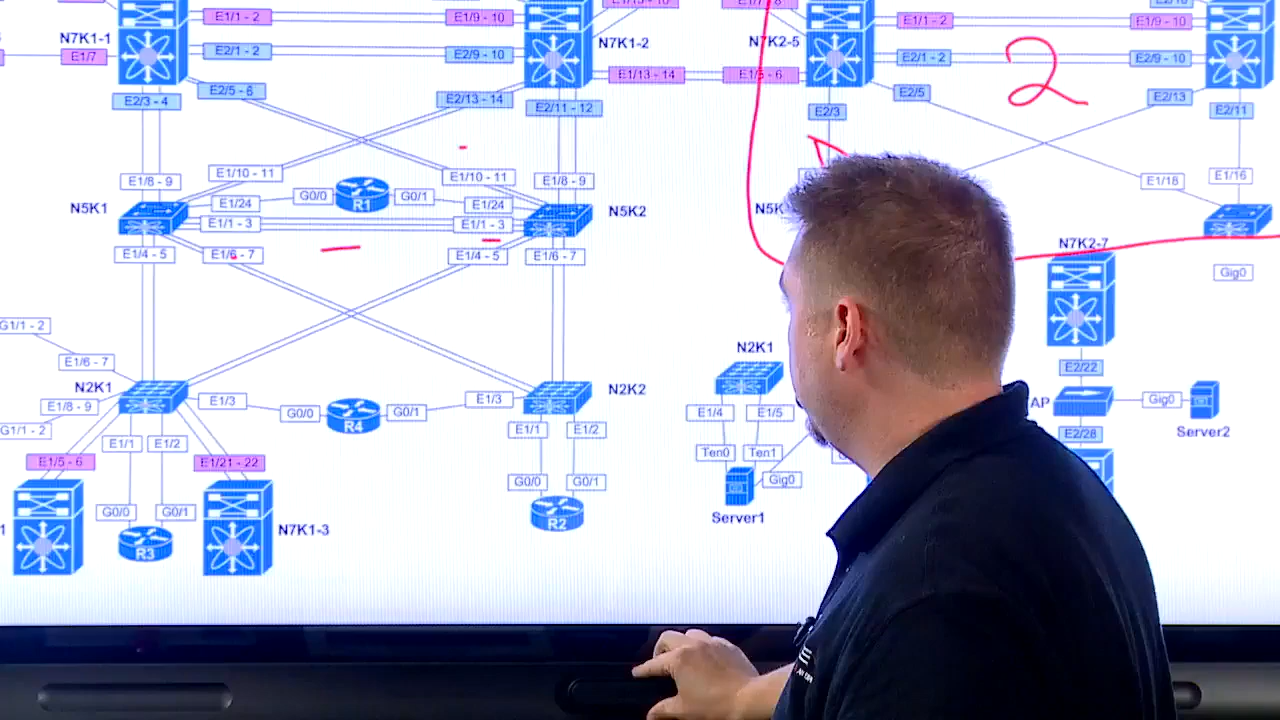 E1/1 - 2 E1/9 - 10 E1/1 - 2 E1/9 - 10
N7K1-1 N7K1-2 N7K2-5
E1/7 E2/1 - 2 E2/9 - 10 E2/1 - 2 E2/9 - 10
2
E1/13 - 14
E2/3 - 4 E2/5 - 6 E2/13 - 14 E2/11 - 12 E2/3 E2/5 E2/13 E2/11
E1/8 - 9 E1/10 - 11 E1/10 - 11 E1/8 - 9 E1/18 E1/16
N5K1 E1/24 G0/0 R1 G0/1 E1/24 N5K2
E1/1 - 3 E1/1 - 3
E1/4 - 5 E1/6 - 7 E1/4 - 5 E1/6 - 7 N7K2-7
Gig0
G1/1 - 2
E1/6 - 7 N2K1 E2/22
N2K1 E1/3 E1/3 N2K2
E1/8 - 9 G0/0 R4 G0/1 E1/4 E1/5 AP Gig0
G1/1 - 2 E1/1 E1/2 E1/1 E1/2 E2/28 Server2
E1/5 - 6 E1/21 - 22 Ten0 Ten1
G0/0 G0/1 G0/0 G0/1 Gig0
R3 N7K1-3 R2 Server1